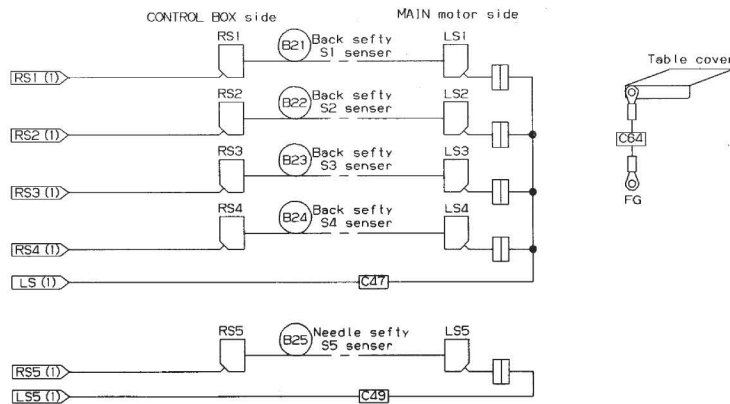 CONTROL BOX side
MAIN motor side
RS1
B21
Back sefty
S1 senser
LS1
RS1 (1)
RS2
B22
Back sefty
S2 senser
LS2
RS2 (1)
RS3
B23
Back sefty
S3 senser
LS3
RS3 (1)
RS4
B24
Back sefty
S4 senser
LS4
RS4 (1)
LS (1)
C47
RS5
B25
Needle sefty
S5 senser
LS5
RS5 (1)
LS5 (1)
C49
Table cover
C64
FG